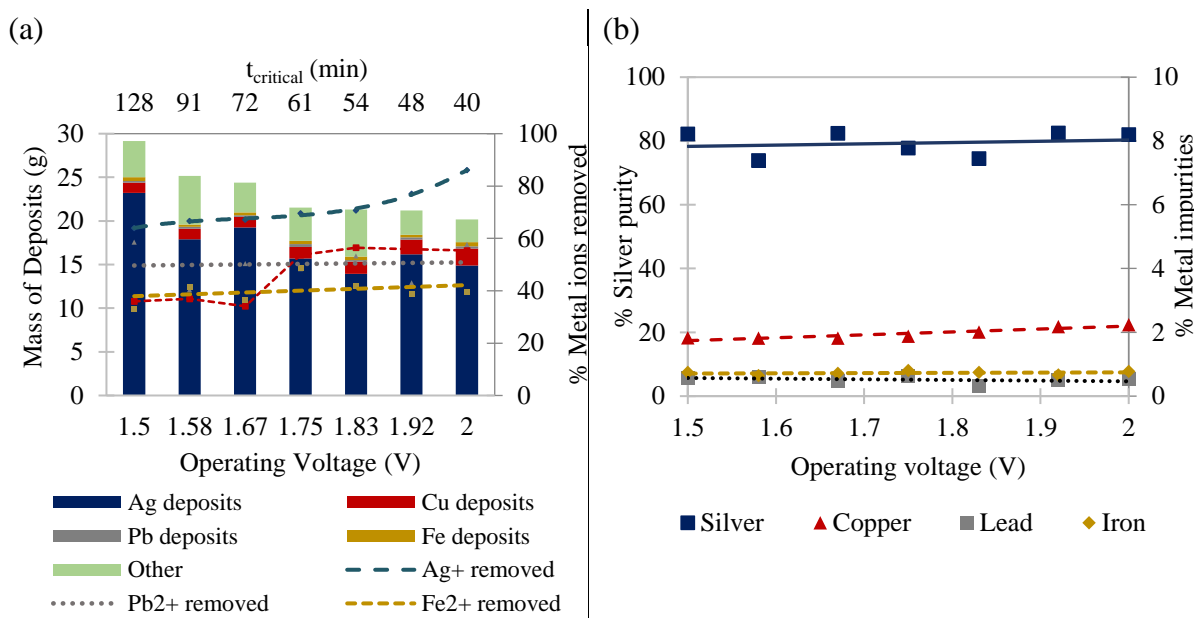 (a)
t_critical (min)
128 91 72 61 54 48 40
30
25
20
15
10
5
0
Mass of Deposits (g)
100
80
60
40
20
0
% Metal ions removed
1.5 1.58 1.67 1.75 1.83 1.92 2
Operating Voltage (V)
Ag deposits Cu deposits
Pb deposits Fe deposits
Other Ag+ removed
Pb2+ removed Fe2+ removed
(b)
100
80
60
40
20
0
% Silver purity
10
8
6
4
2
0
% Metal impurities
1.5 1.6 1.7 1.8 1.9 2
Operating voltage (V)
Silver Copper Lead Iron